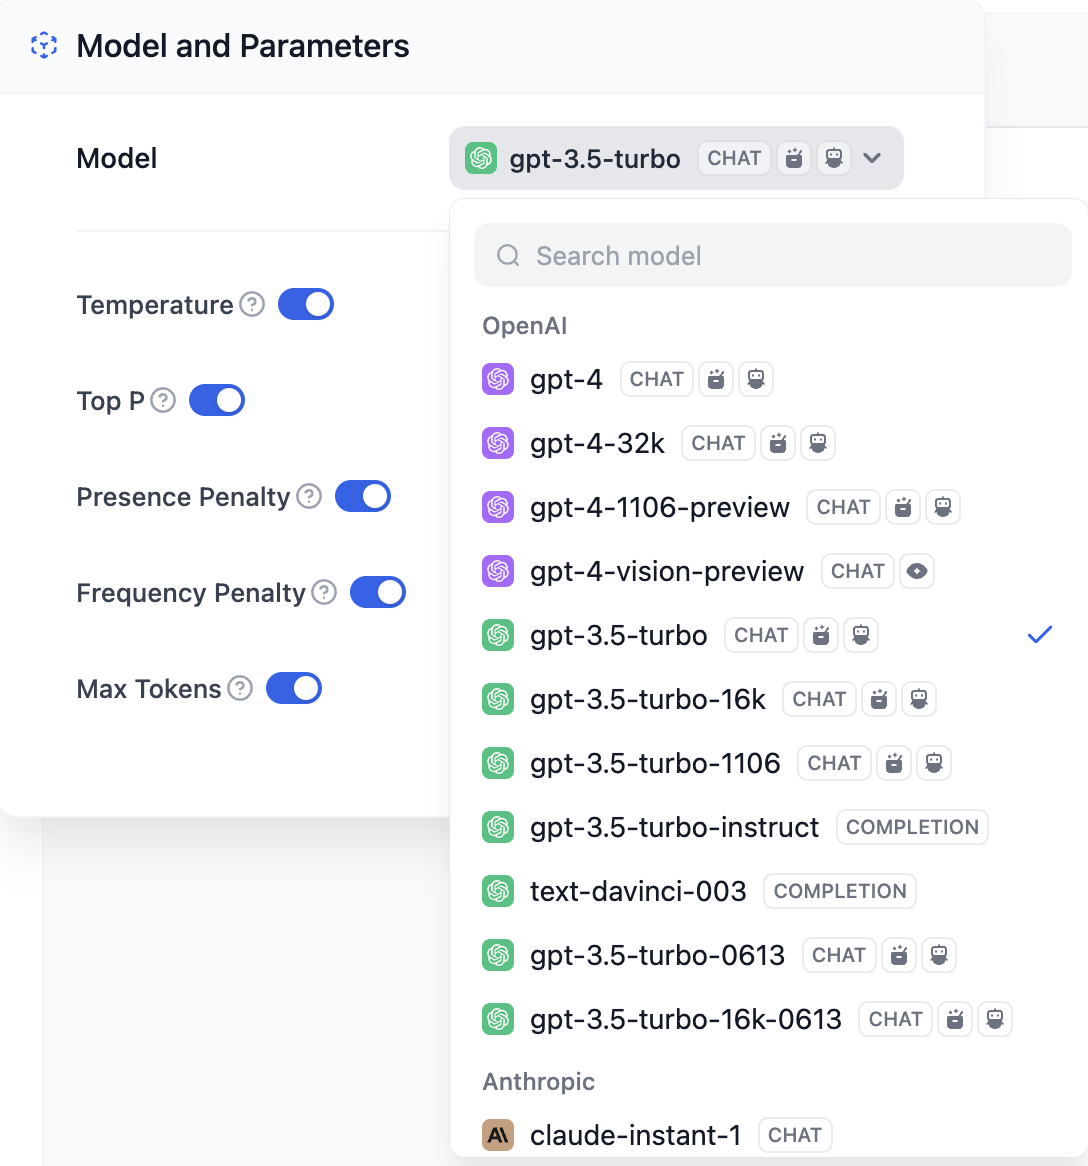 Model and Parameters
Model
gpt-3.5-turbo CHAT
Search model
OpenAI
Temperature
gpt-4 CHAT
Top P
gpt-4-32k CHAT
Presence Penalty
gpt-4-1106-preview CHAT
gpt-4-vision-preview CHAT
Frequency Penalty
gpt-3.5-turbo CHAT
Max Tokens
gpt-3.5-turbo-16k CHAT
gpt-3.5-turbo-1106 CHAT
gpt-3.5-turbo-instruct COMPLETION
text-davinci-003 COMPLETION
gpt-3.5-turbo-0613 CHAT
gpt-3.5-turbo-16k-0613 CHAT
Anthropic
claude-instant-1 CHAT